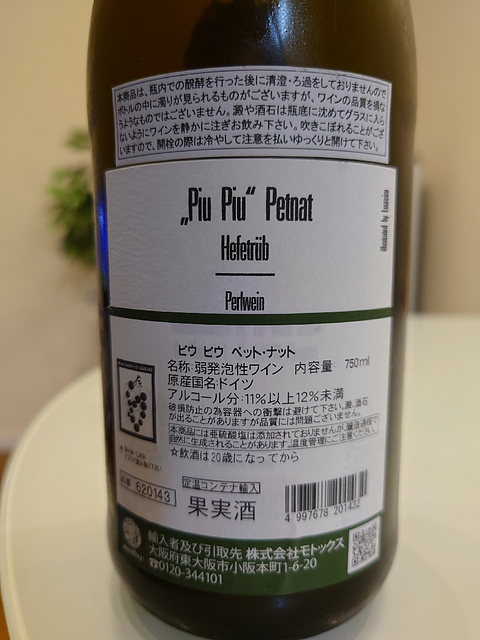 本商品は、瓶内での醗酵を行った後に清澄・ろ過をしておりませんので
ボトルの中に濁りが見られるものがございますが、ワインの品質を損な
うようなものではございません。澱や酒石は瓶底に沈めてグラスに入ら
ないようにワインを静かに注ぎお飲み下さい。吹きこぼれることがござ
いますので、開栓の際は冷やして注意を払いゆっくりと開けて下さい。
„Piu Piu“ Petnat
Hefetrüb
Perlwein
illustrated by
ピウ ピウ ペット・ナット
名称:弱発泡性ワイン 内容量: 750ml
原産国名:ドイツ
アルコール分:11%以上12%未満
破損防止の為容器への衝撃は避けて下さい。澱、酒石
が出ることがありますが品質には問題ございません。
本商品には亜硫酸塩は添加されておりませんが、醸造過程で
自然に生成されることがあります。温度管理にご注意ください。
☆飲酒は20歳になってから
品番 620143
定温コンテナ輸入
果実酒
4 997678 201432
輸入者及び引取先 株式会社モトックス
大阪府東大阪市小阪本町1-6-20
☎0120-344101